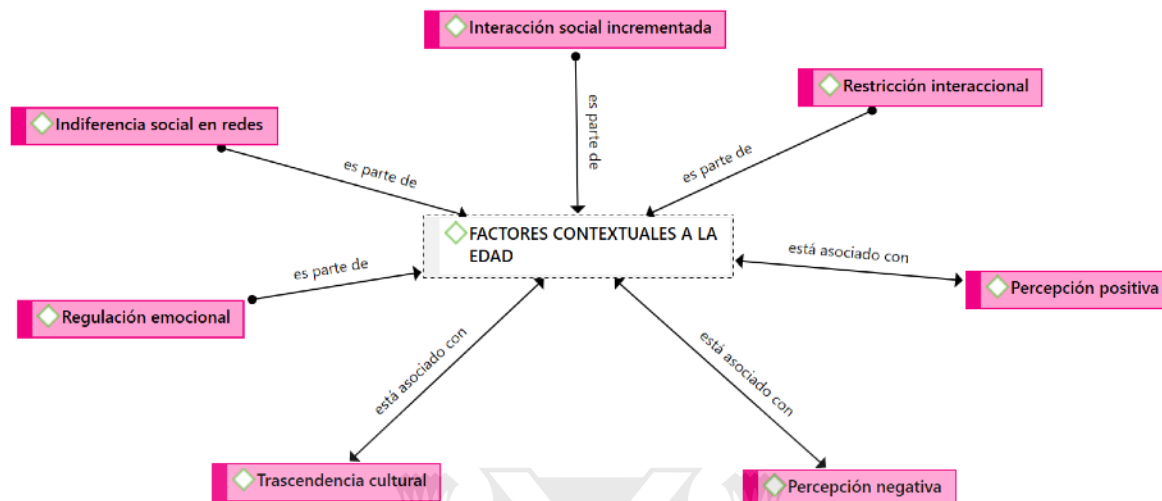 Interacción social incrementada
Restricción interaccional
Indiferencia social en redes
es parte de
es parte de
es parte de
FACTORES CONTEXTUALES A LA
EDAD
es parte de
está asociado con
Regulación emocional
Percepción positiva
está asociado con
está asociado con
Trascendencia cultural
Percepción negativa